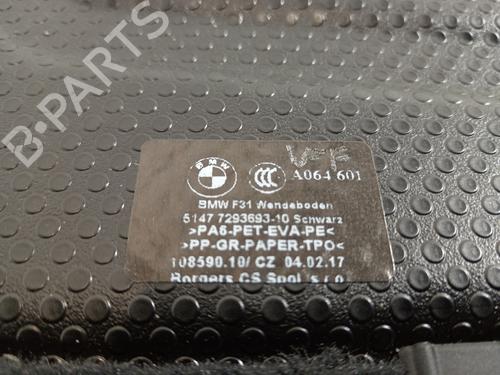 B-PARTS
BMW
CCC
A064 601
BMW F31 Wendeboden
5147 7293693-10 Schwarz
>PA6-PET-EVA-PE<
>PP-GR-PAPER-TPO<
108590.10/ CZ 04.02.17
Borgers CS Spol. s r.o.